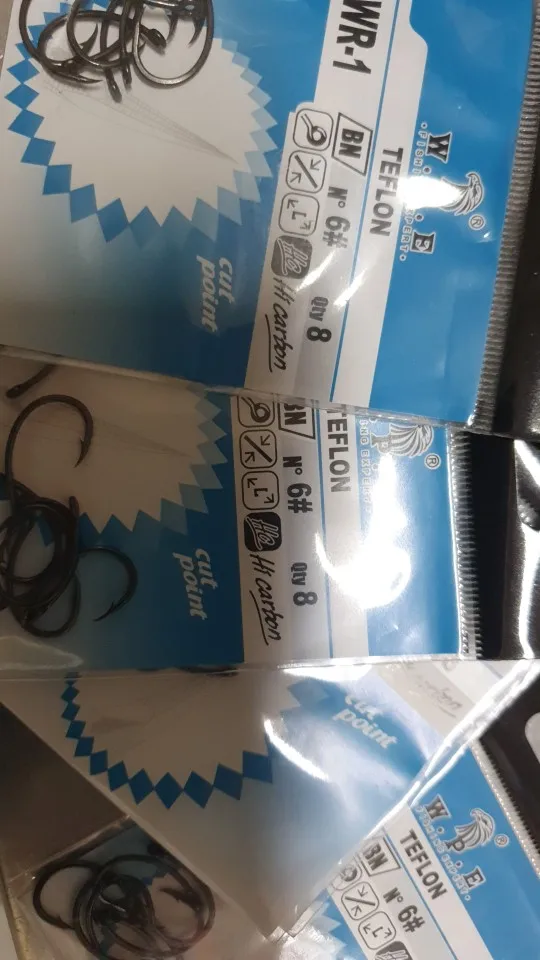 WR-1
W.P.E
®
TEFLON
BN N° 6# Qty 8
Hi carbon
cut
point
®
TEFLON
BN N° 6# Qty 8
Hi carbon
cut
point
cut
point
W.P.E
®
TEFLON
BN N° 6#